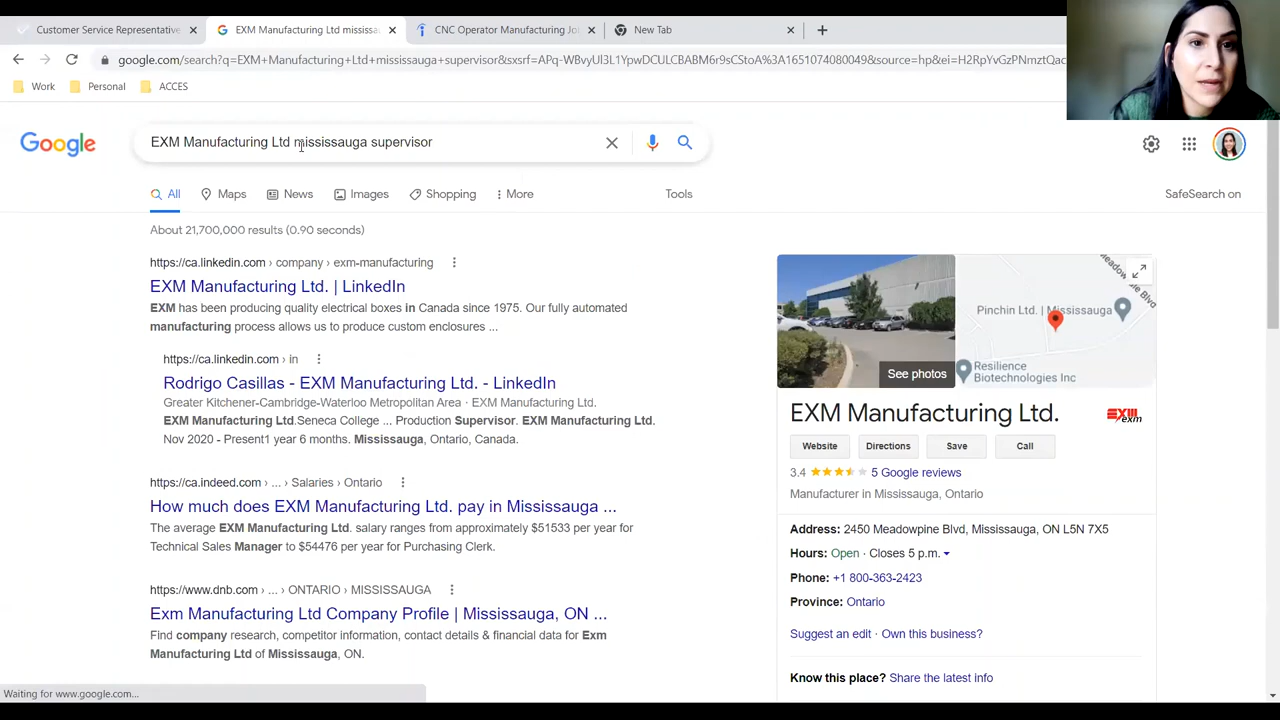 Customer Service Representative
EXM Manufacturing Ltd mississa
CNC Operator Manufacturing Jo
New Tab
google.com/search?q=EXM+Manufacturing+Ltd+mississauga+supervisor&sxsrf=APq-WBvyUl3L1YpwDCULCBABM6r9sCStoA%3A1651074080049&source=hp&ei=H2RpYvGzPNmztQac
Work
Personal
ACCES
Google
EXM Manufacturing Ltd mississauga supervisor
All
Maps
News
Images
Shopping
More
Tools
SafeSearch on
About 21,700,000 results (0.90 seconds)
https://ca.linkedin.com › company › exm-manufacturing
EXM Manufacturing Ltd. | LinkedIn
EXM has been producing quality electrical boxes in Canada since 1975. Our fully automated
manufacturing process allows us to produce custom enclosures ...
https://ca.linkedin.com › in
Rodrigo Casillas - EXM Manufacturing Ltd. - LinkedIn
Greater Kitchener-Cambridge-Waterloo Metropolitan Area · EXM Manufacturing Ltd.
EXM Manufacturing Ltd.Seneca College ... Production Supervisor. EXM Manufacturing Ltd.
Nov 2020 - Present1 year 6 months. Mississauga, Ontario, Canada.
https://ca.indeed.com › ... › Salaries › Ontario
How much does EXM Manufacturing Ltd. pay in Mississauga ...
The average EXM Manufacturing Ltd. salary ranges from approximately $51533 per year for
Technical Sales Manager to $54476 per year for Purchasing Clerk.
https://www.dnb.com › ... › ONTARIO › MISSISSAUGA
Exm Manufacturing Ltd Company Profile | Mississauga, ON ...
Find company research, competitor information, contact details & financial data for Exm
Manufacturing Ltd of Mississauga, ON.
Meadowpine Blvd
Pinchin Ltd. | Mississauga
Resilience
Biotechnologies Inc
See photos
EXM Manufacturing Ltd.
exm
Website
Directions
Save
Call
3.4
5 Google reviews
Manufacturer in Mississauga, Ontario
Address: 2450 Meadowpine Blvd, Mississauga, ON L5N 7X5
Hours: Open · Closes 5 p.m.
Phone: +1 800-363-2423
Province: Ontario
Suggest an edit · Own this business?
Know this place? Share the latest info
Waiting for www.google.com...